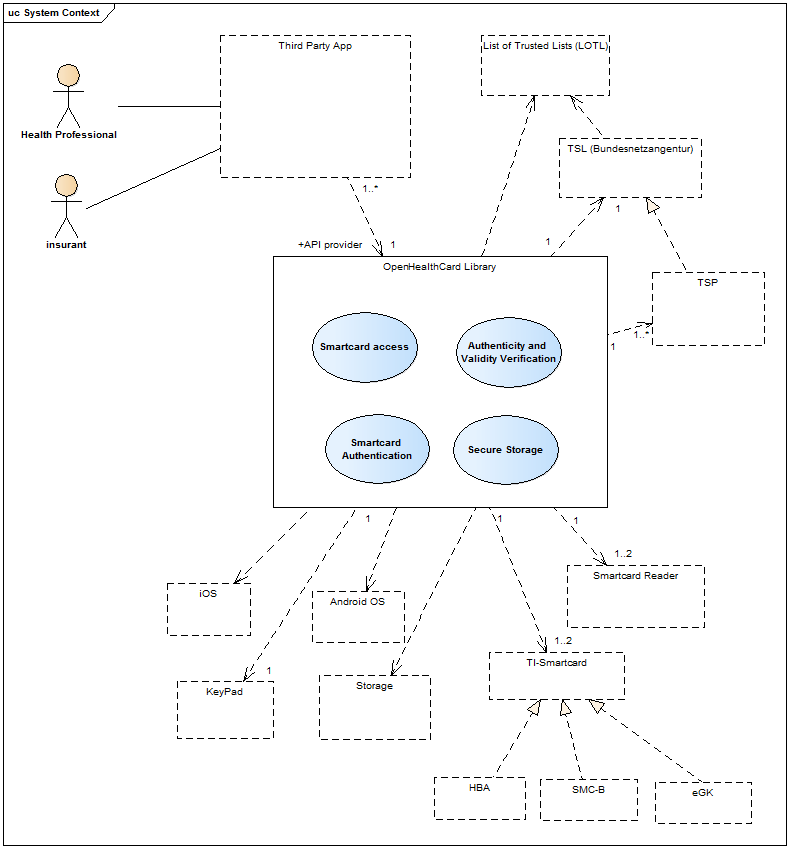 uc System Context
Third Party App
List of Trusted Lists (LOTL)
Health Professional
TSL (Bundesnetzangentur)
1..*
insurant
1
+API provider
1
1
OpenHealthCard Library
TSP
Smartcard access
Authenticity and
Validity Verification
1..*
1
Smartcard
Authentication
Secure Storage
1
1
1
1..2
iOS
Android OS
Smartcard Reader
1..2
1
TI-Smartcard
KeyPad
Storage
HBA
SMC-B
eGK